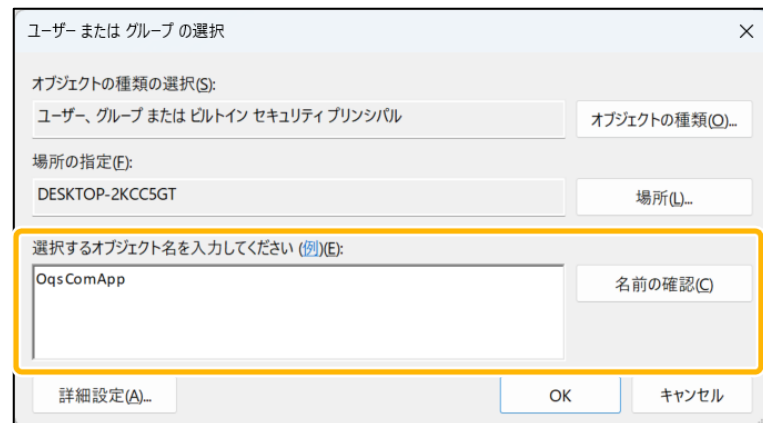 ユーザー または グループ の選択
オブジェクトの種類の選択(S):
ユーザー、グループ または ビルトイン セキュリティ プリンシパル
オブジェクトの種類(O)...
場所の指定(F):
DESKTOP-2KCC5GT
場所(L)...
選択するオブジェクト名を入力してください (例)(E):
OqsComApp
名前の確認(C)
詳細設定(A)...
OK
キャンセル